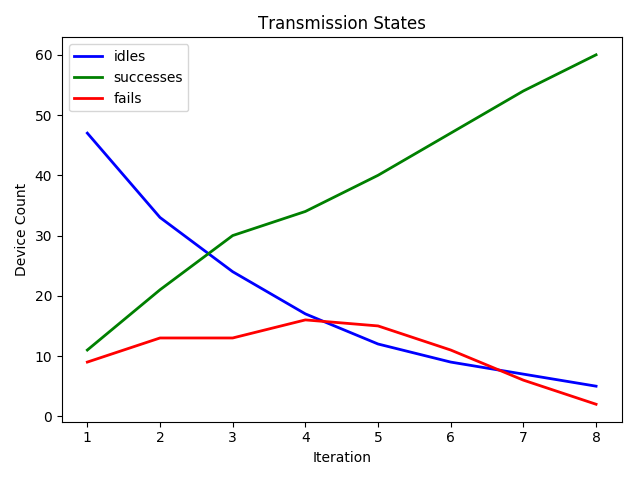 Transmission States
idles
successes
fails
Device Count
60
50
40
30
20
10
0
1 2 3 4 5 6 7 8
Iteration